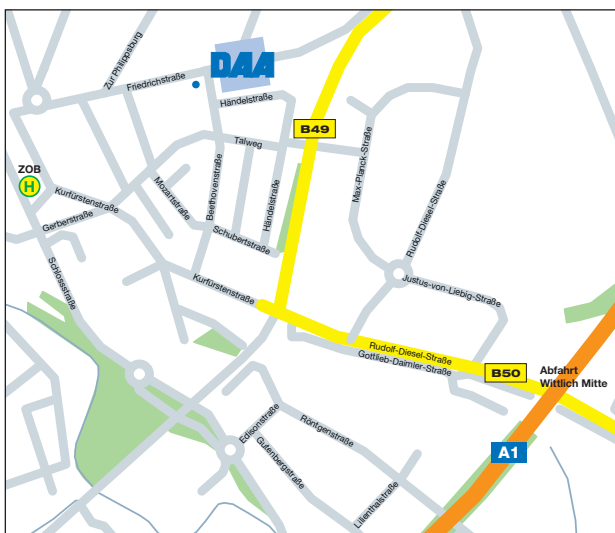 Zur Philippsburg
Friedrichstraße
DAA
Händelstraße
B49
Talweg
Max-Planck-Straße
ZOB
H
Kurfürstenstraße
Gerberstraße
Mozartstraße
Beethovenstraße
Händelstraße
Schubertstraße
Rudolf-Diesel-Straße
Schlossstraße
Kurfürstenstraße
Justus-von-Liebig-Straße
Rudolf-Diesel-Straße
Gottlieb-Daimler-Straße
B50
Abfahrt
Wittlich Mitte
Edisonstraße
Röntgenstraße
Gutenbergstraße
A1
Lilienthalstraße